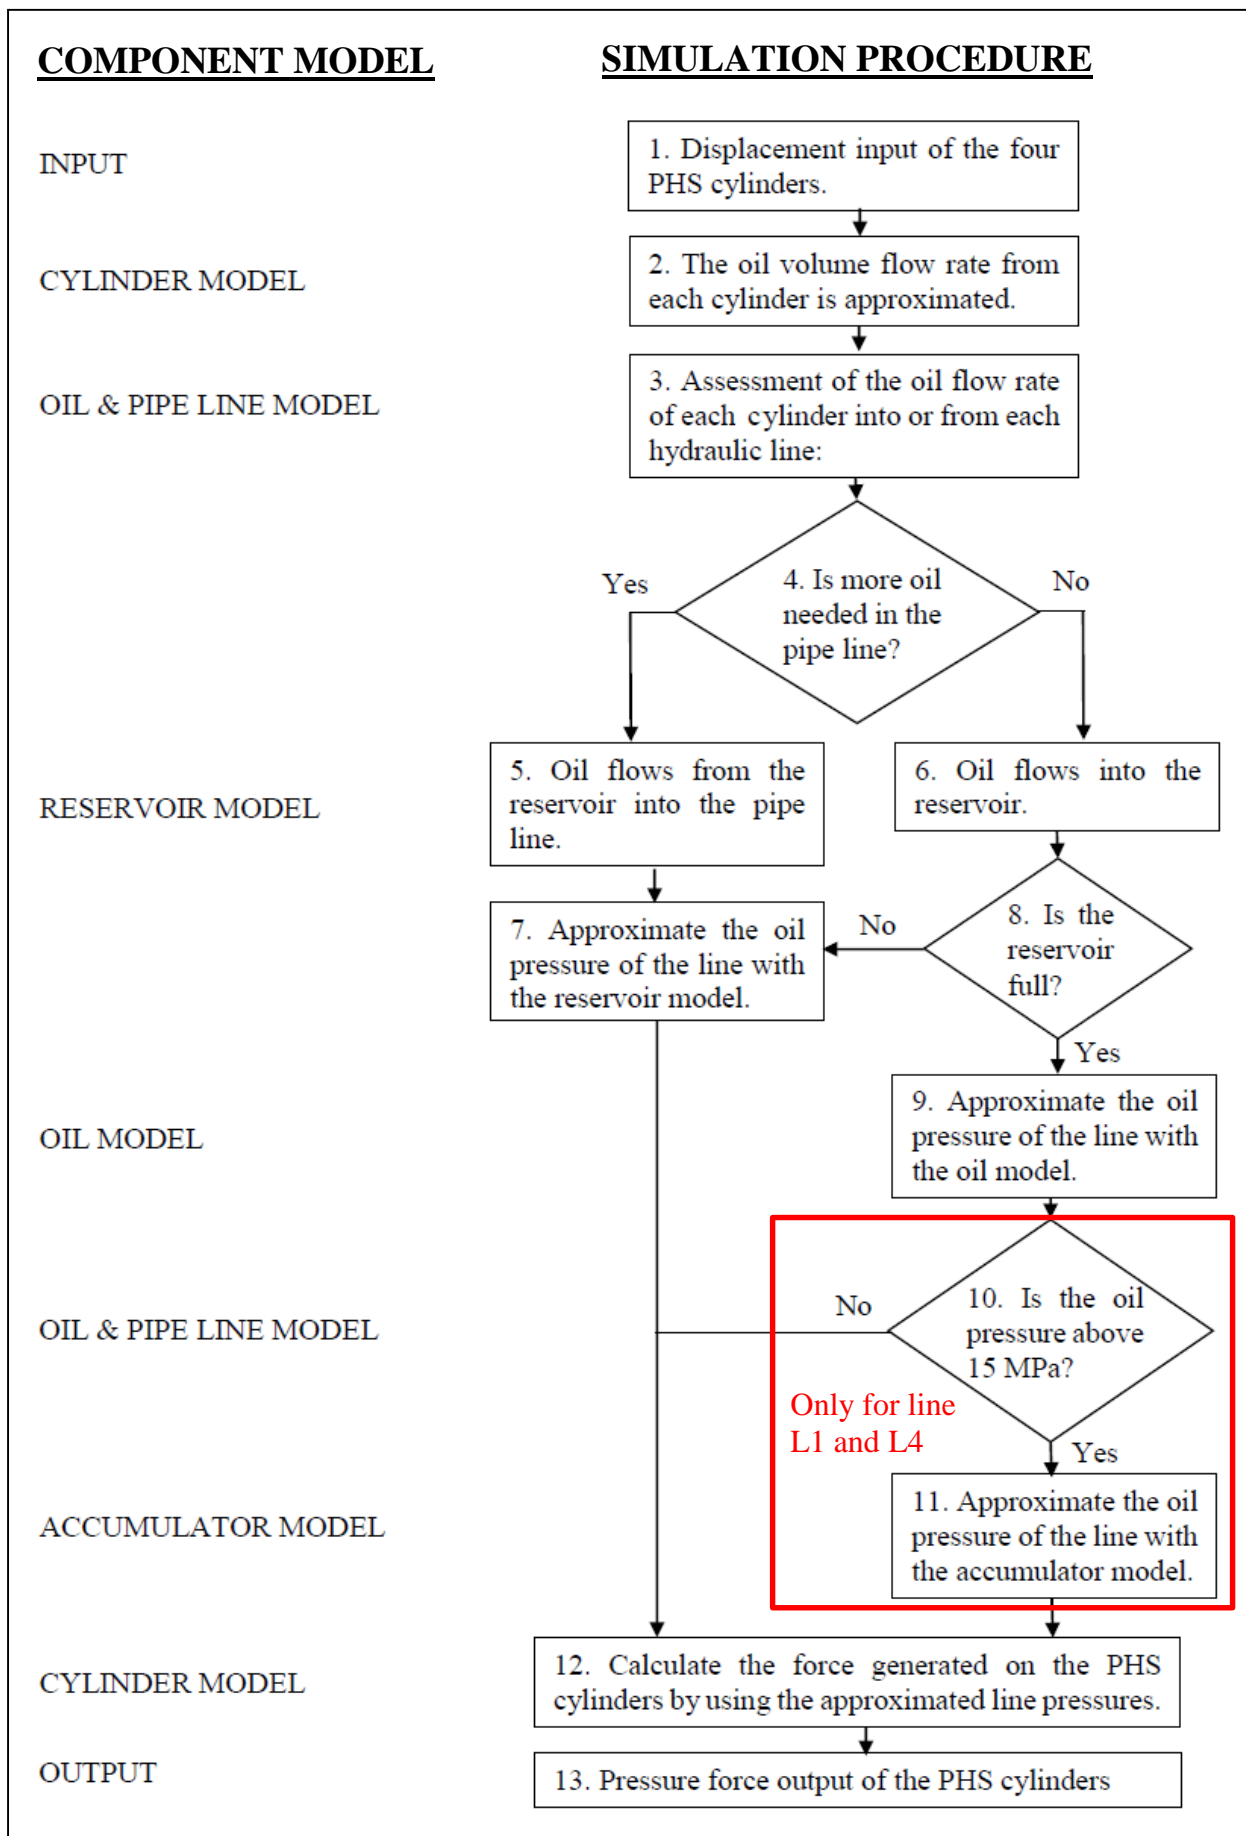 COMPONENT MODEL
SIMULATION PROCEDURE
INPUT
1. Displacement input of the four
PHS cylinders.
CYLINDER MODEL
2. The oil volume flow rate from
each cylinder is approximated.
OIL & PIPE LINE MODEL
3. Assessment of the oil flow rate
of each cylinder into or from each
hydraulic line:
Yes
4. Is more oil
needed in the
pipe line?
No
RESERVOIR MODEL
5. Oil flows from the
reservoir into the pipe
line.
6. Oil flows into the
reservoir.
7. Approximate the oil
pressure of the line with
the reservoir model.
No
8. Is the
reservoir
full?
Yes
OIL MODEL
9. Approximate the oil
pressure of the line with
the oil model.
OIL & PIPE LINE MODEL
No
10. Is the oil
pressure above
15 MPa?
Only for line
L1 and L4
Yes
ACCUMULATOR MODEL
11. Approximate the oil
pressure of the line with
the accumulator model.
CYLINDER MODEL
12. Calculate the force generated on the PHS
cylinders by using the approximated line pressures.
OUTPUT
13. Pressure force output of the PHS cylinders